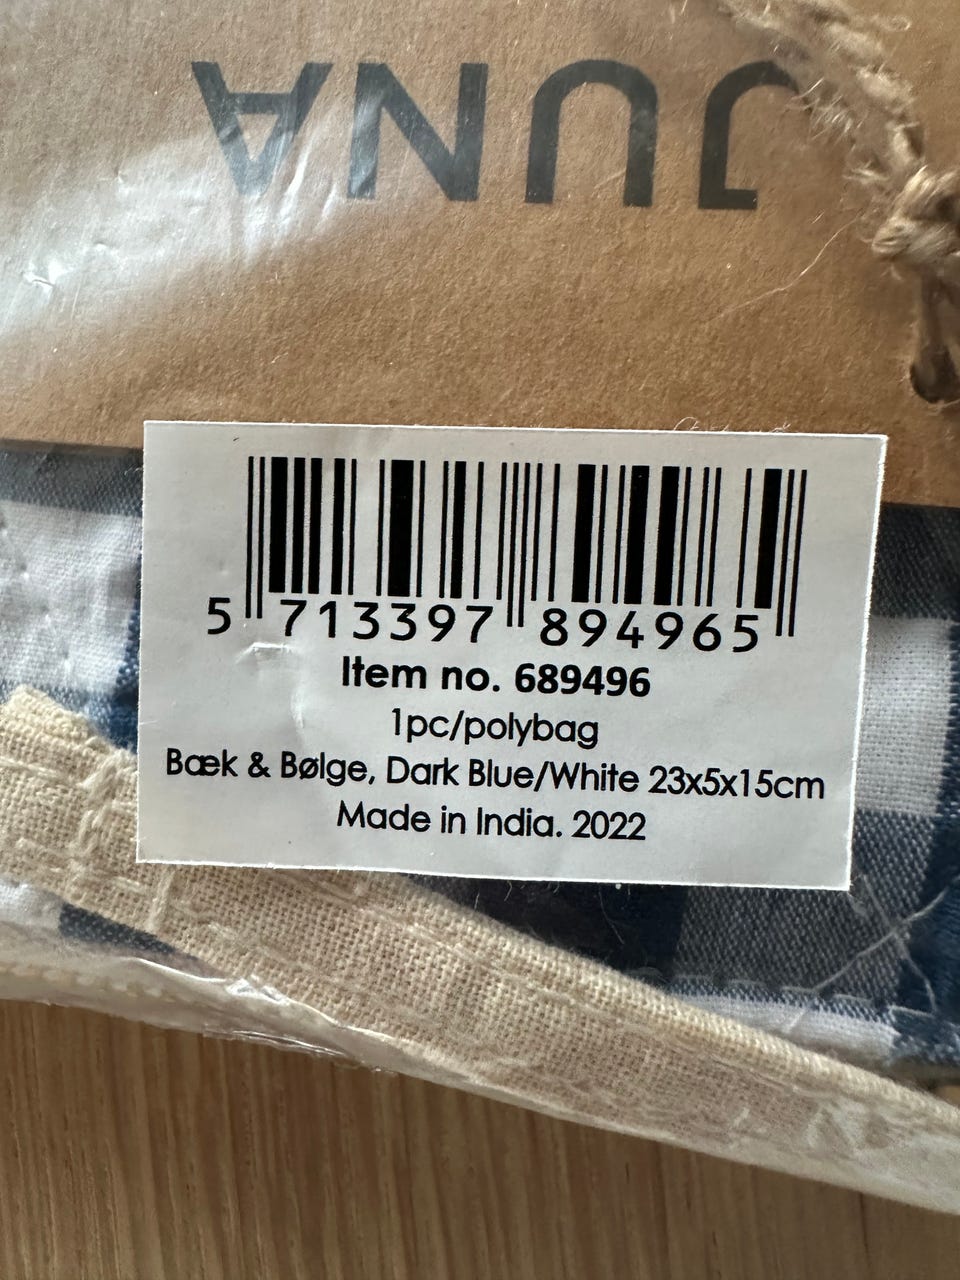 JUNA
5 713397 894965
Item no. 689496
1pc/polybag
Bæk & Bølge, Dark Blue/White 23x5x15cm
Made in India. 2022